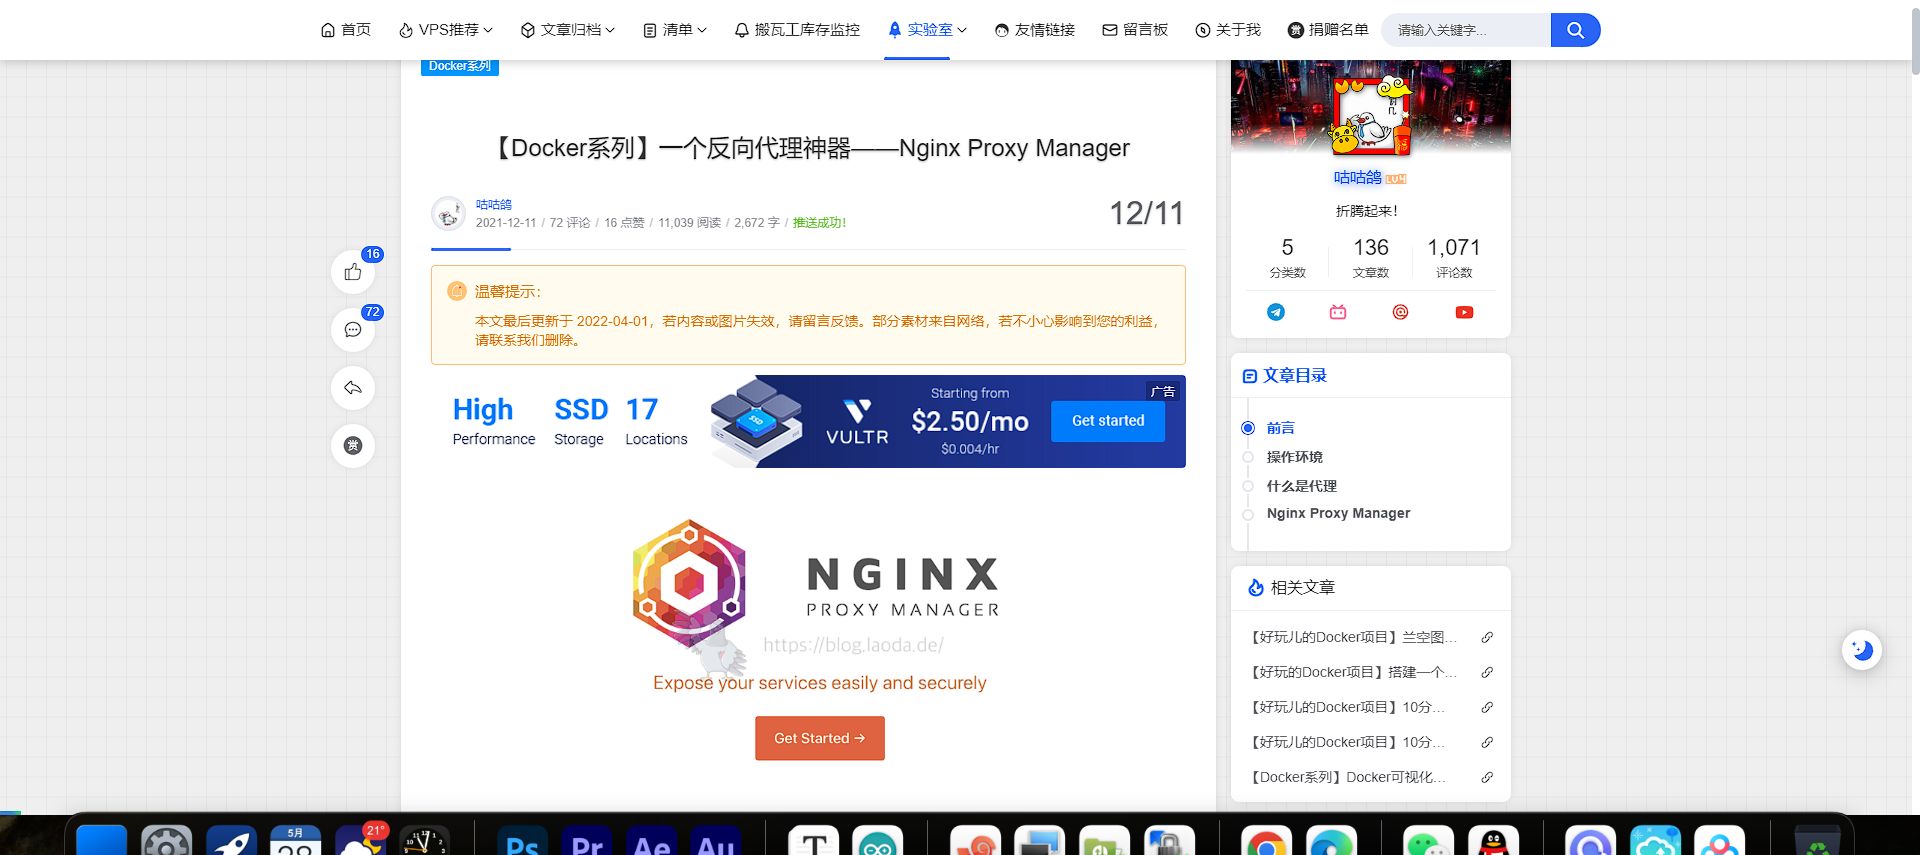 首页 VPS推荐 文章归档 清单 搬瓦工库存监控 实验室 友情链接 留言板 关于我 赏 捐赠名单 请输入关键字...
Docker系列
【Docker系列】一个反向代理神器——Nginx Proxy Manager
咕咕鸽
2021-12-11 / 72 评论 / 16 点赞 / 11,039 阅读 / 2,672 字 / 推送成功!
12/11
16
72
赏
温馨提示:
本文最后更新于 2022-04-01，若内容或图片失效，请留言反馈。部分素材来自网络，若不小心影响到您的利益，
请联系我们删除。
High SSD 17
Performance Storage Locations
SSD
VULTR
Starting from
$2.50/mo
$0.004/hr
Get started
广告
NGINX
PROXY MANAGER
https://blog.laoda.de/
Expose your services easily and securely
Get Started →
咕咕鸽 LV4
折腾起来！
5 136 1,071
分类数 文章数 评论数
文章目录
前言
操作环境
什么是代理
Nginx Proxy Manager
相关文章
【好玩儿的Docker项目】兰空图...
【好玩的Docker项目】搭建一个...
【好玩儿的Docker项目】10分...
【好玩儿的Docker项目】10分...
【Docker系列】Docker可视化...
5月
28
21°
12 11 10
Ps Pr Ae Au T